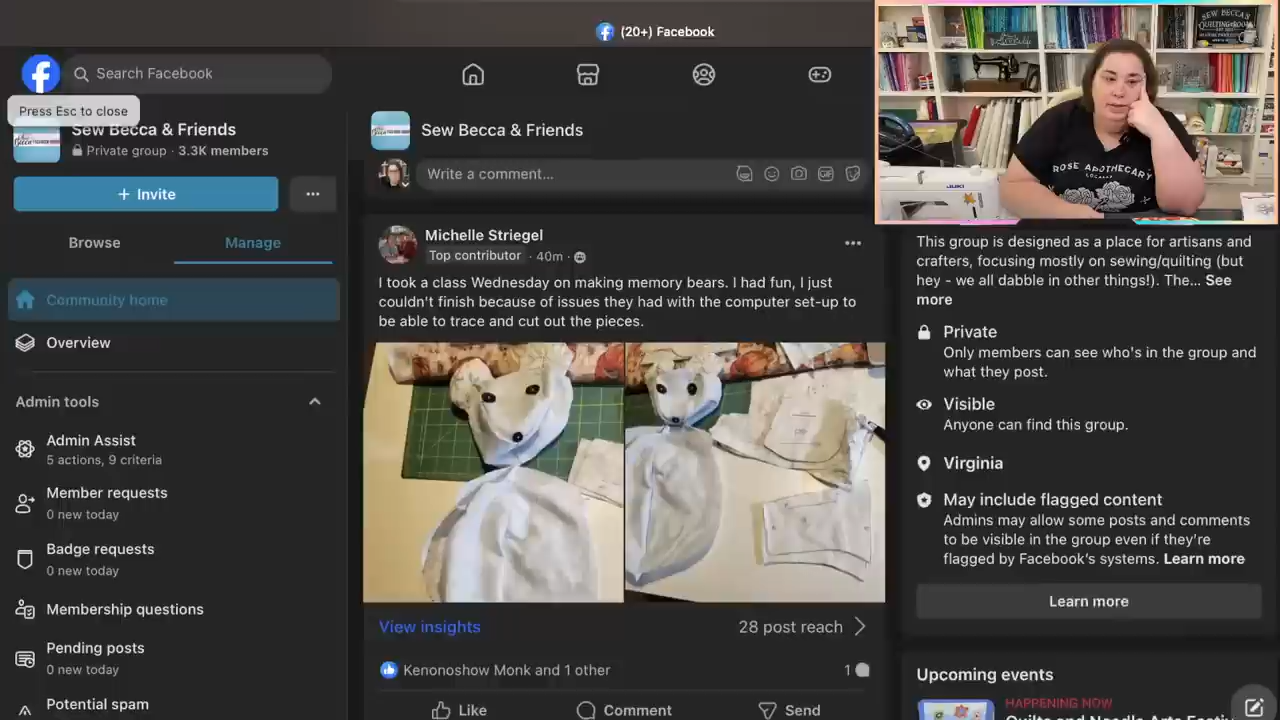 (20+) Facebook
Search Facebook
Press Esc to close
Sew Becca & Friends
Private group · 3.3K members
+ Invite
Browse
Manage
Community home
Overview
Admin tools
Admin Assist
5 actions, 9 criteria
Member requests
0 new today
Badge requests
0 new today
Membership questions
Pending posts
0 new today
Potential spam
Sew Becca & Friends
Write a comment...
GIF
Michelle Striegel
Top contributor · 40m ·
I took a class Wednesday on making memory bears. I had fun, I just
couldn't finish because of issues they had with the computer set-up to
be able to trace and cut out the pieces.
View insights
28 post reach
Kenonoshow Monk and 1 other
1
Like
Comment
Send
SEW BECCA'S
JUKI
ROSE APOTHECARY
This group is designed as a place for artisans and
crafters, focusing mostly on sewing/quilting (but
hey - we all dabble in other things!). The... See
more
Private
Only members can see who's in the group and
what they post.
Visible
Anyone can find this group.
Virginia
May include flagged content
Admins may allow some posts and comments
to be visible in the group even if they're
flagged by Facebook's systems. Learn more
Learn more
Upcoming events
HAPPENING NOW
Quilts and Needle Arts Festi